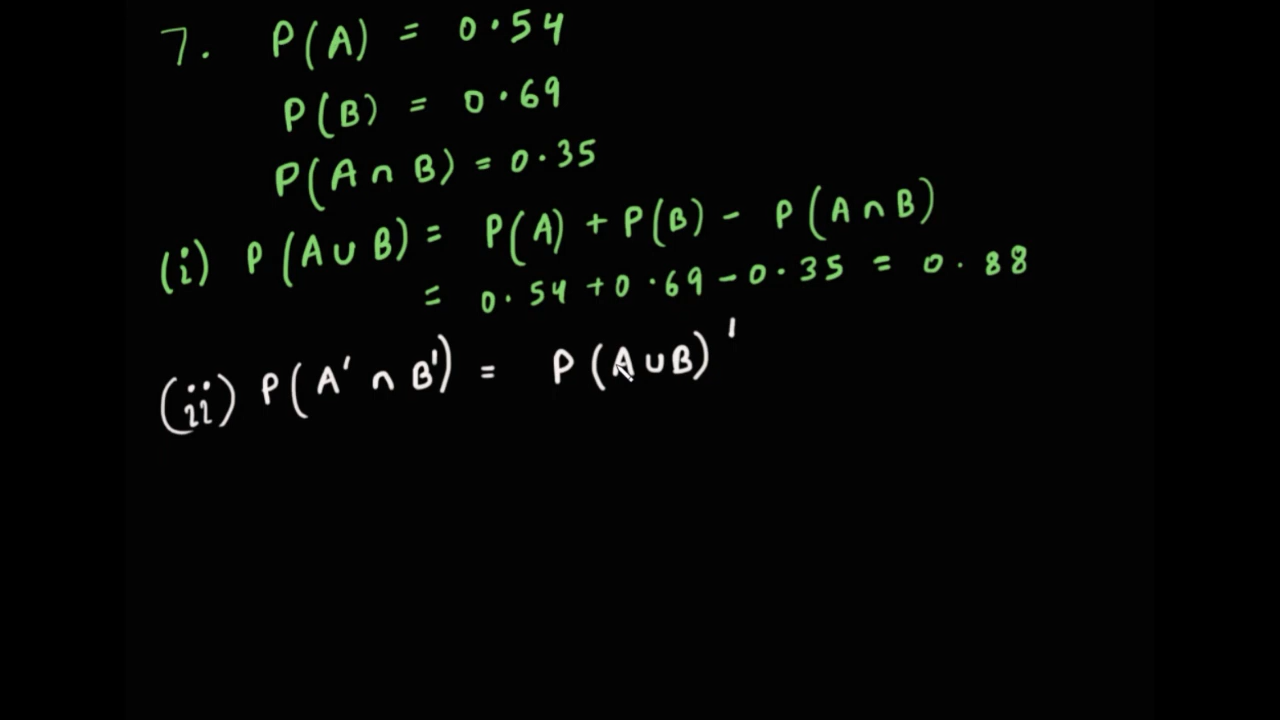 7. P(A) = 0.54
P(B) = 0.69
P(A ∩ B) = 0.35
(i) P(A ∪ B) = P(A) + P(B) - P(A ∩ B)
= 0.54 + 0.69 - 0.35 = 0.88
(ii) P(A' ∩ B') = P(A ∪ B)'